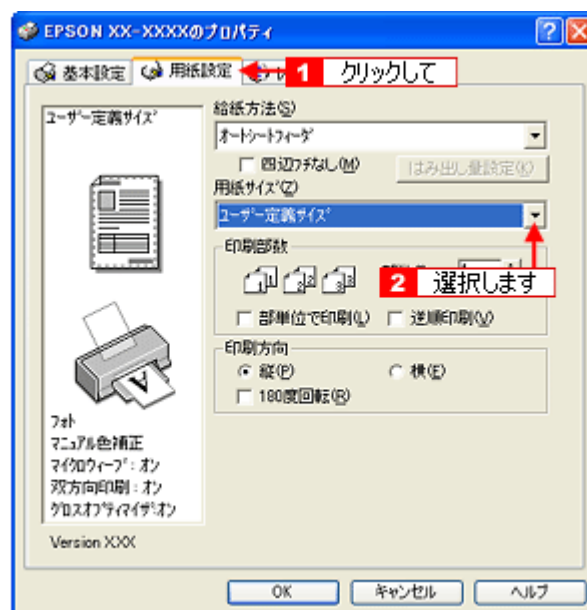 EPSON XX-XXXXのプロパティ
基本設定
用紙設定
1 クリックして
ユーザー定義サイズ
給紙方法(S)
オートシートフィーダ
四辺フチなし(M)
はみ出し量設定(K)
用紙サイズ(Z)
ユーザー定義サイズ
印刷部数
2 選択します
部単位で印刷(L)
逆順印刷(V)
印刷方向
縦(P)
横(E)
180度回転(R)
フォト
マニュアル色補正
マイクロウィーブ:オン
双方向印刷:オン
グロスオプティマイザ:オン
Version XXX
OK
キャンセル
ヘルプ